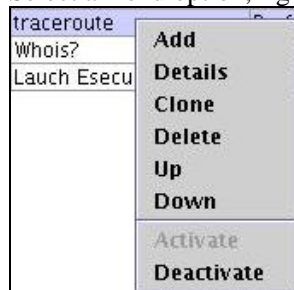 traceroute
Whois?
Lauch Esecu
Add
Details
Clone
Delete
Up
Down
Activate
Deactivate